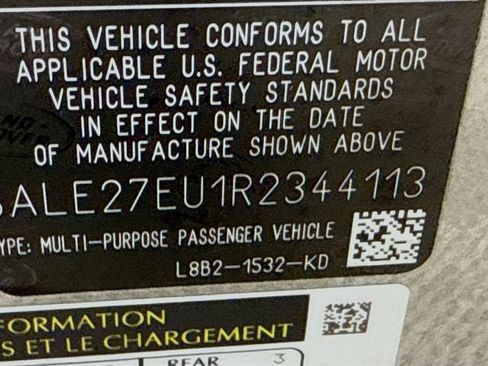 THIS VEHICLE CONFORMS TO ALL
APPLICABLE U.S. FEDERAL MOTOR
VEHICLE SAFETY STANDARDS
IN EFFECT ON THE DATE
OF MANUFACTURE SHOWN ABOVE
ALE27EU1R2344113
YPE: MULTI-PURPOSE PASSENGER VEHICLE
L8B2-1532-KD
FORMATION
S ET LE CHARGEMENT
REAR 3